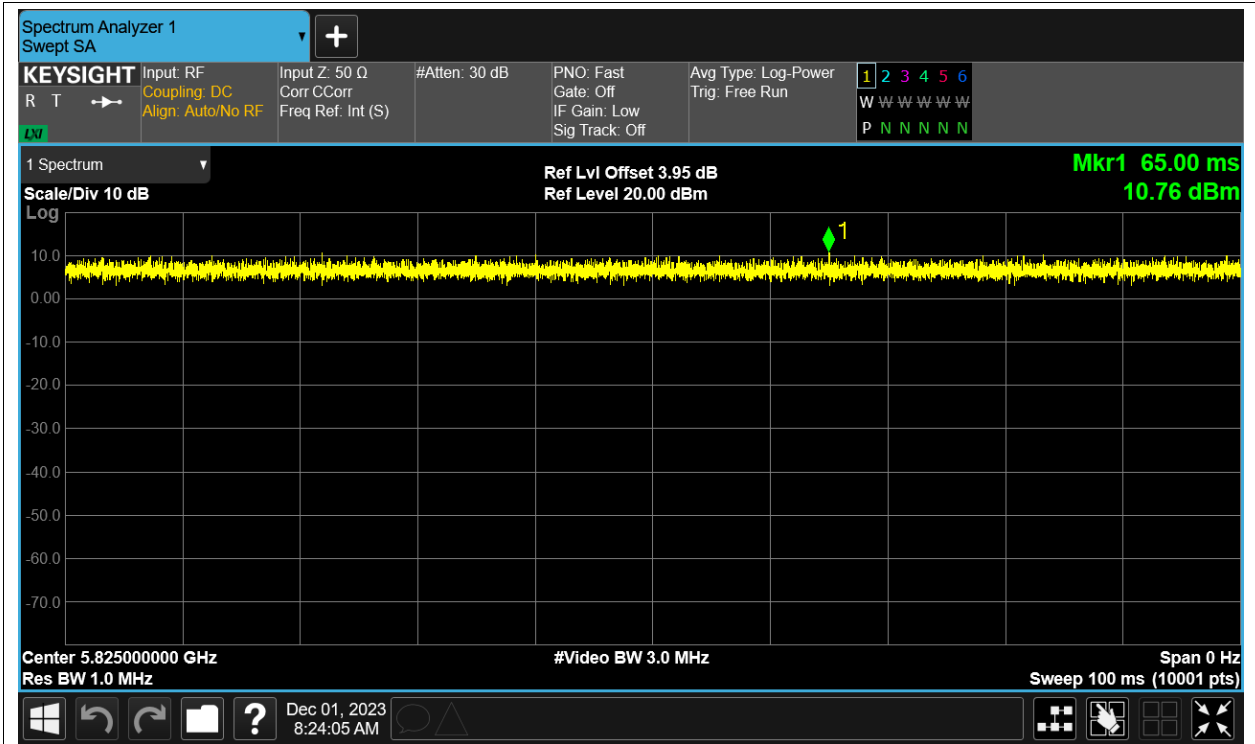 Spectrum Analyzer 1
Swept SA
KEYSIGHT
R T
LXI
Input: RF
Coupling: DC
Align: Auto/No RF
Input Z: 50 Ω
Corr CCorr
Freq Ref: Int (S)
#Atten: 30 dB
PNO: Fast
Gate: Off
IF Gain: Low
Sig Track: Off
Avg Type: Log-Power
Trig: Free Run
1 2 3 4 5 6
W W W W W W
P N N N N N
1 Spectrum
Scale/Div 10 dB
Log
Ref Lvl Offset 3.95 dB
Ref Level 20.00 dBm
Mkr1 65.00 ms
10.76 dBm
1
10.0
0.00
-10.0
-20.0
-30.0
-40.0
-50.0
-60.0
-70.0
Center 5.825000000 GHz
Res BW 1.0 MHz
#Video BW 3.0 MHz
Span 0 Hz
Sweep 100 ms (10001 pts)
?
Dec 01, 2023
8:24:05 AM